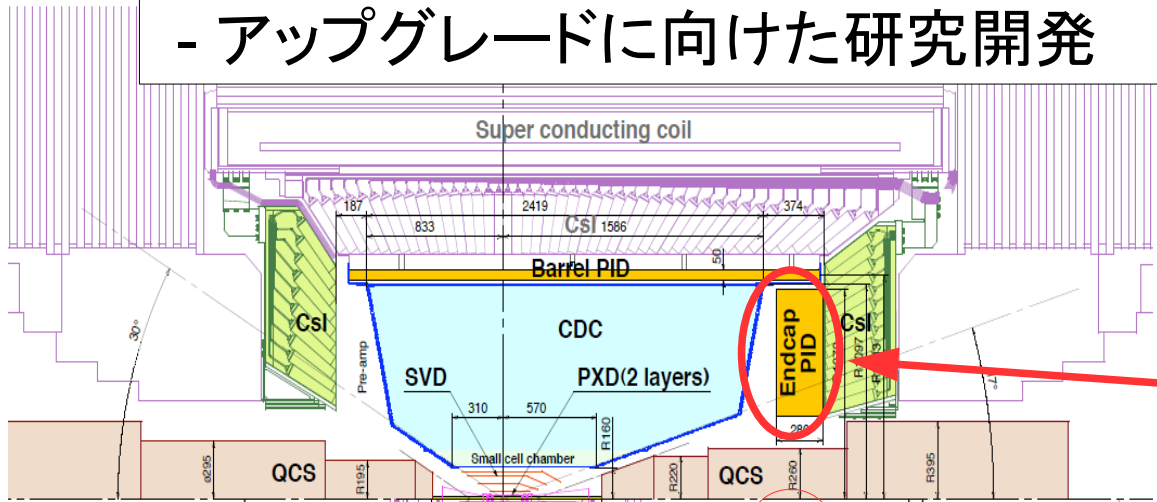 - アップグレードに向けた研究開発
Super conducting coil
187
2419
374
833
CsI
1586
50
Barrel PID
30°
CsI
CDC
Endcap PID
CsI
Pre-amp
SVD
PXD(2 layers)
310
570
R160
Small cell chamber
ø295
QCS
R195
R220
QCS
R260
R395